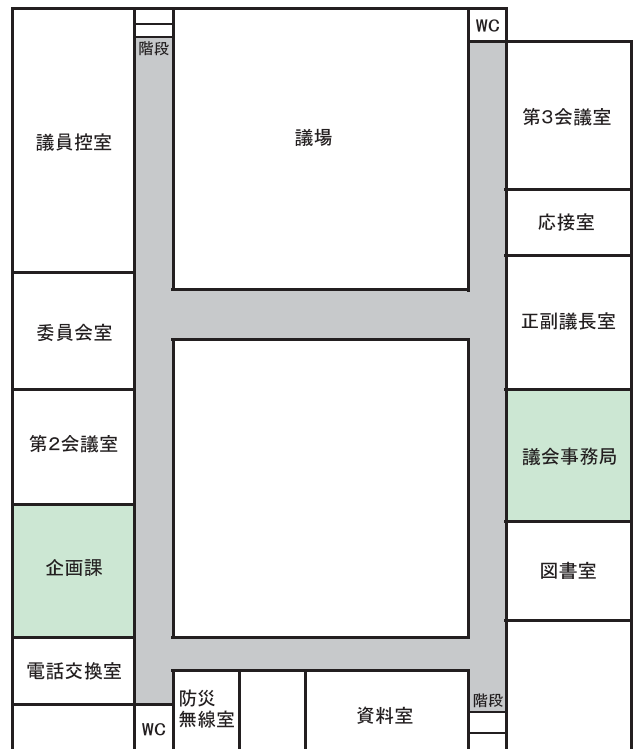 WC
階段
議員控室
議場
第3会議室
応接室
委員会室
正副議長室
第2会議室
議会事務局
企画課
図書室
電話交換室
防災
無線室
資料室
階段
WC